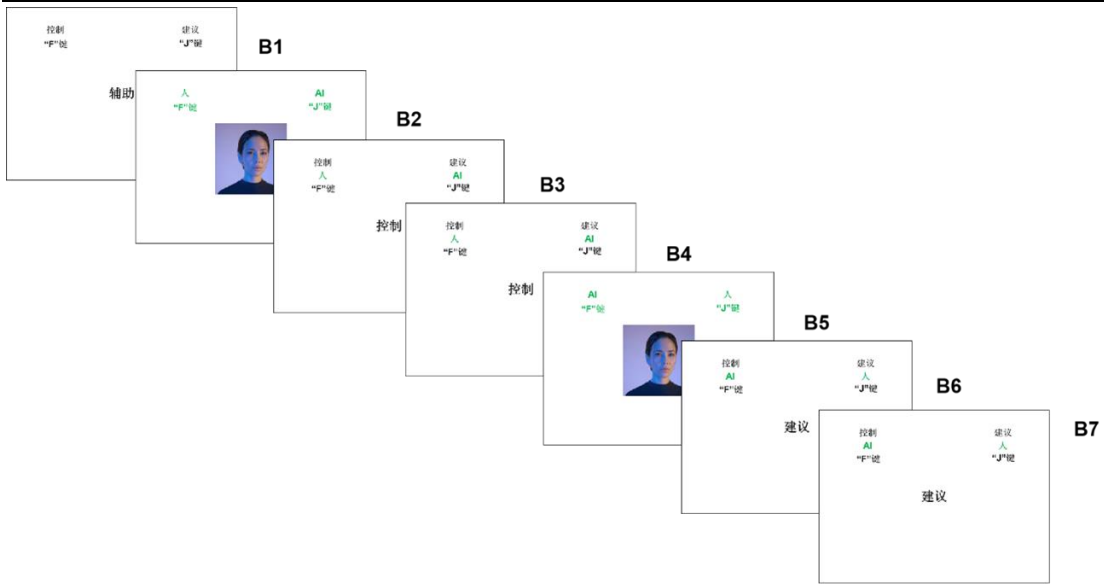 控制 建议
“F”键 “J”键
B1
辅助
人 AI
“F”键 “J”键
B2
控制 建议
人 AI
“F”键 “J”键
B3
控制
控制 建议
人 AI
“F”键 “J”键
B4
控制
AI 人
“F”键 “J”键
B5
控制 建议
AI 人
“F”键 “J”键
B6
建议
控制 建议
AI 人
“F”键 “J”键
B7
建议